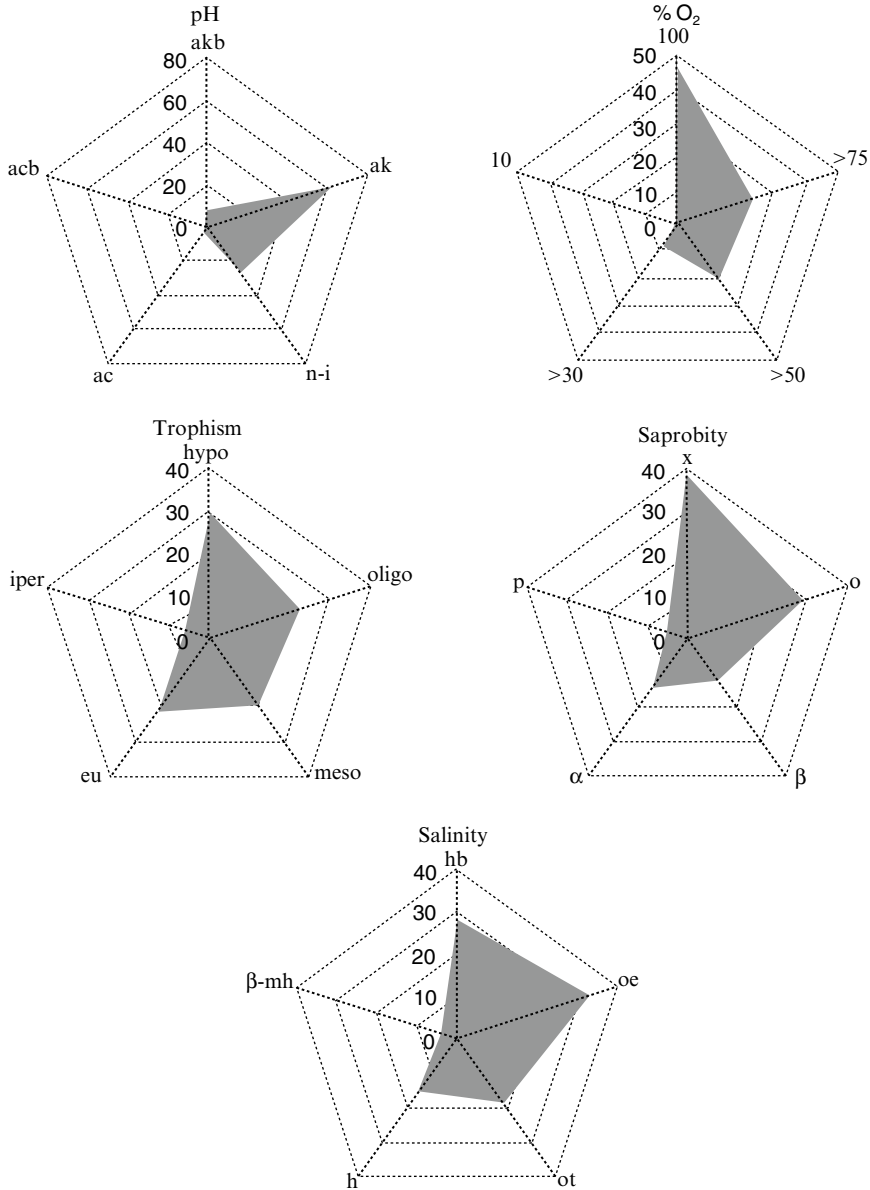 pH
akb
80
60
40
20
0
acb
ak
ac
n-i
% O₂
100
50
40
30
20
10
0
10
>75
>30
>50
Trophism
hypo
40
30
20
10
0
iper
oligo
eu
meso
Saprobity
x
40
30
20
10
0
p
o
α
β
Salinity
hb
40
30
20
10
0
β-mh
oe
h
ot